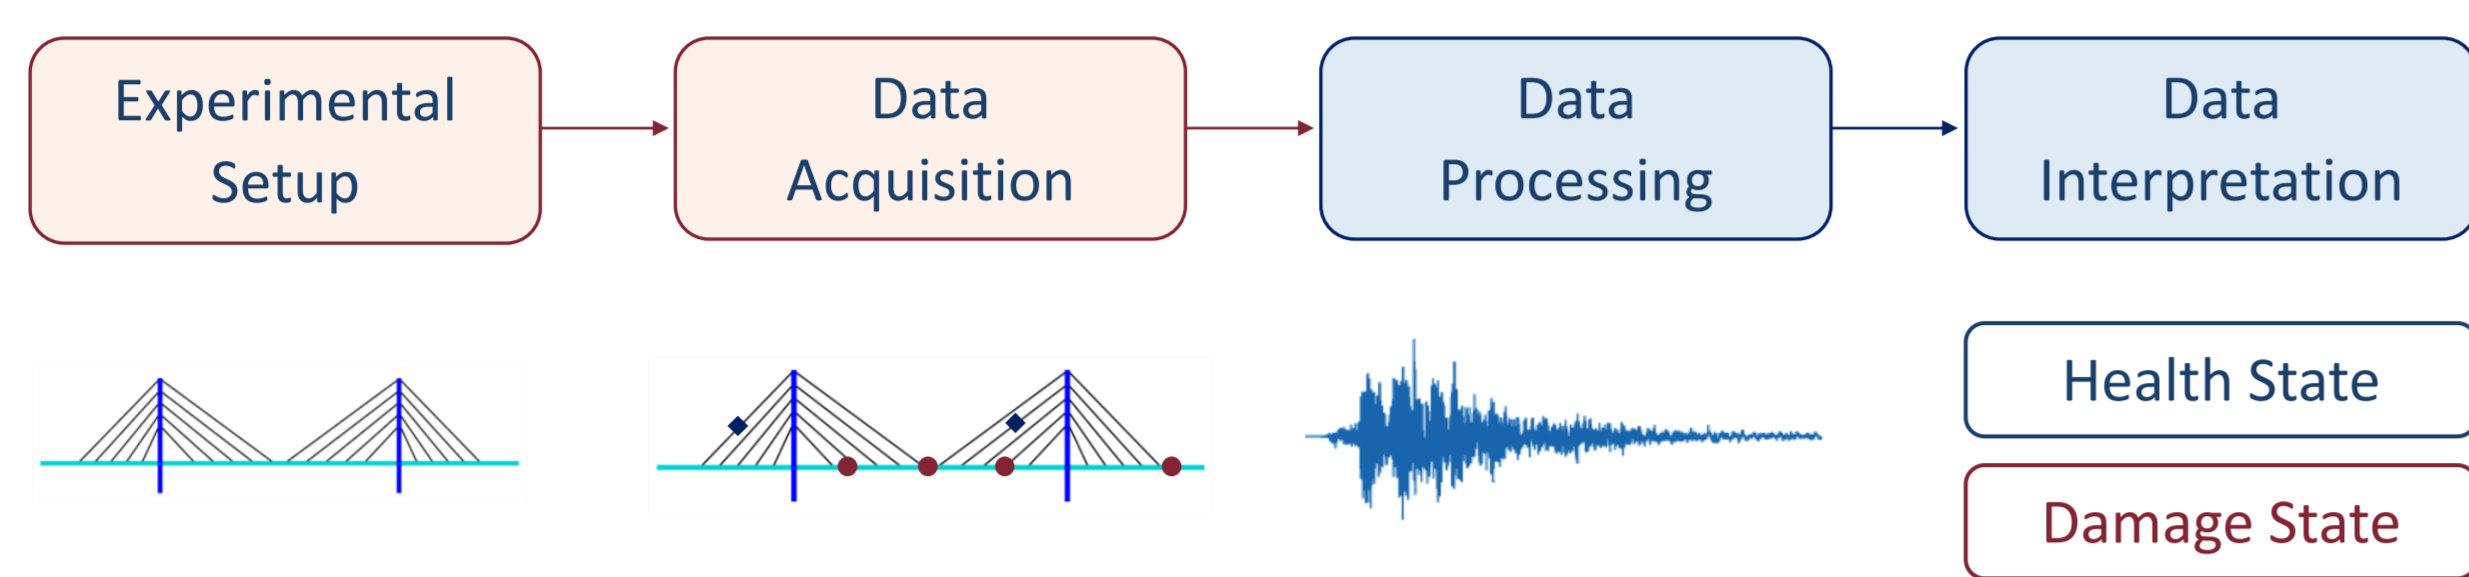 Experimental
Setup
Data
Acquisition
Data
Processing
Data
Interpretation
Health State
Damage State